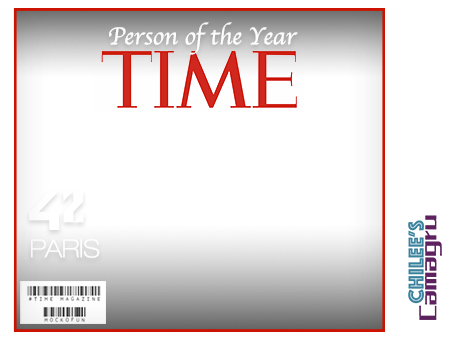 Person of the Year
TIME
42
PARIS
#TIME MAGAZINE
MOCKOFUN
CHILEE'S
Camagru